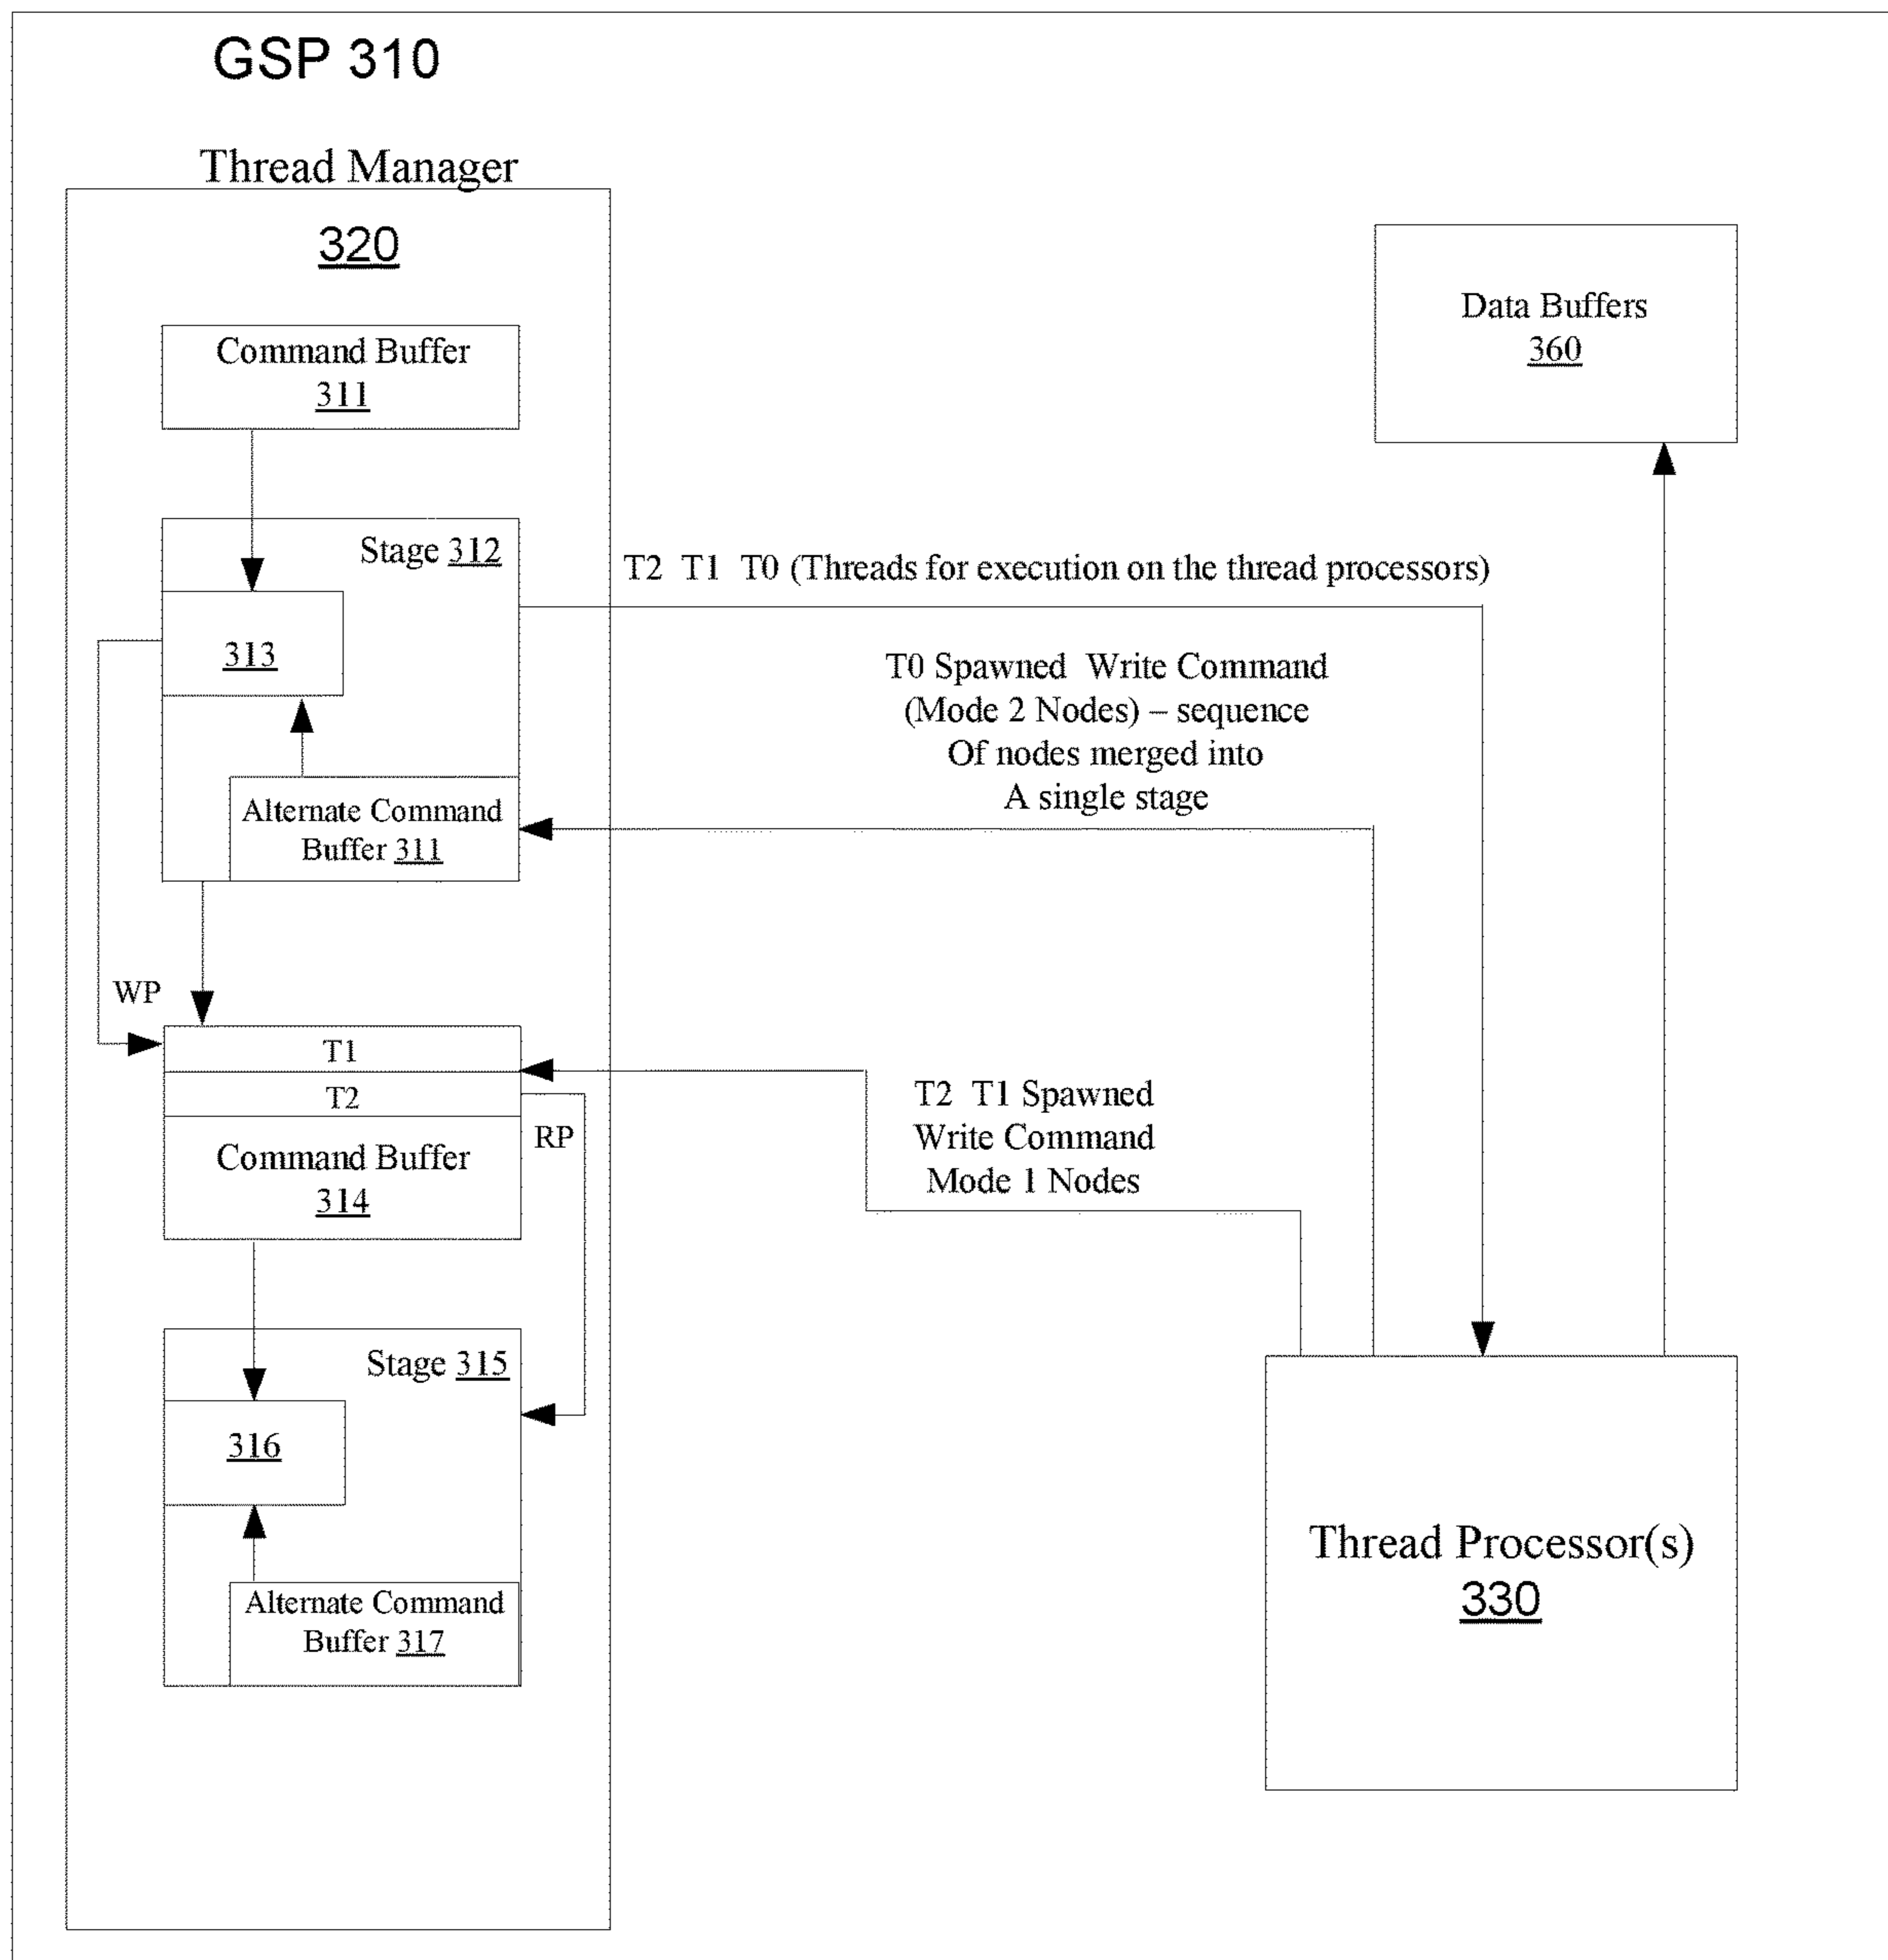 GSP 310
Thread Manager
320
Command Buffer
311
Stage 312
313
Alternate Command
Buffer 311
WP
T1
T2
Command Buffer
314
RP
Stage 315
316
Alternate Command
Buffer 317
Data Buffers
360
T2 T1 T0 (Threads for execution on the thread processors)
T0 Spawned Write Command
(Mode 2 Nodes) – sequence
Of nodes merged into
A single stage
T2 T1 Spawned
Write Command
Mode 1 Nodes
Thread Processor(s)
330